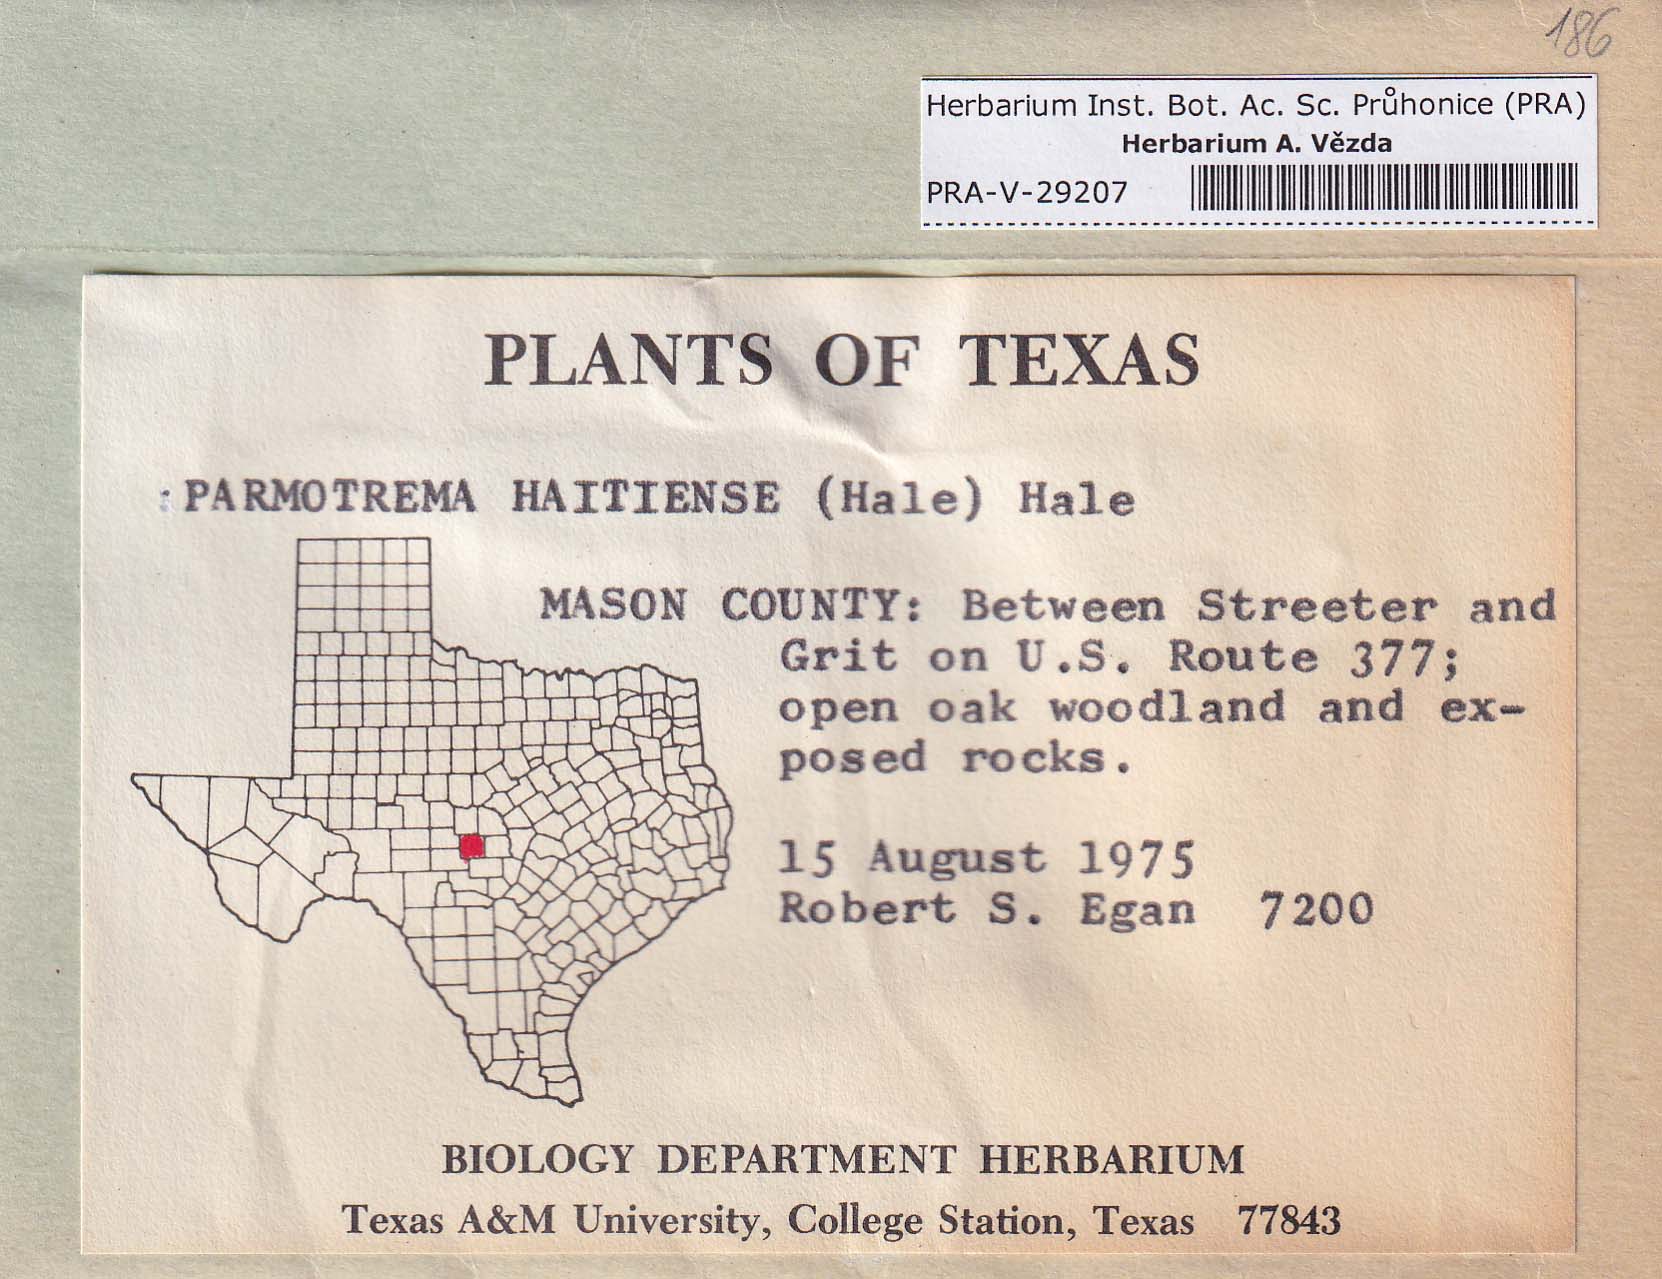 186
Herbarium Inst. Bot. Ac. Sc. Průhonice (PRA)
Herbarium A. Vězda
PRA-V-29207
PLANTS OF TEXAS
PARMOTREMA HAITIENSE (Hale) Hale
MASON COUNTY: Between Streeter and
Grit on U.S. Route 377;
open oak woodland and ex-
posed rocks.
15 August 1975
Robert S. Egan 7200
BIOLOGY DEPARTMENT HERBARIUM
Texas A&M University, College Station, Texas 77843